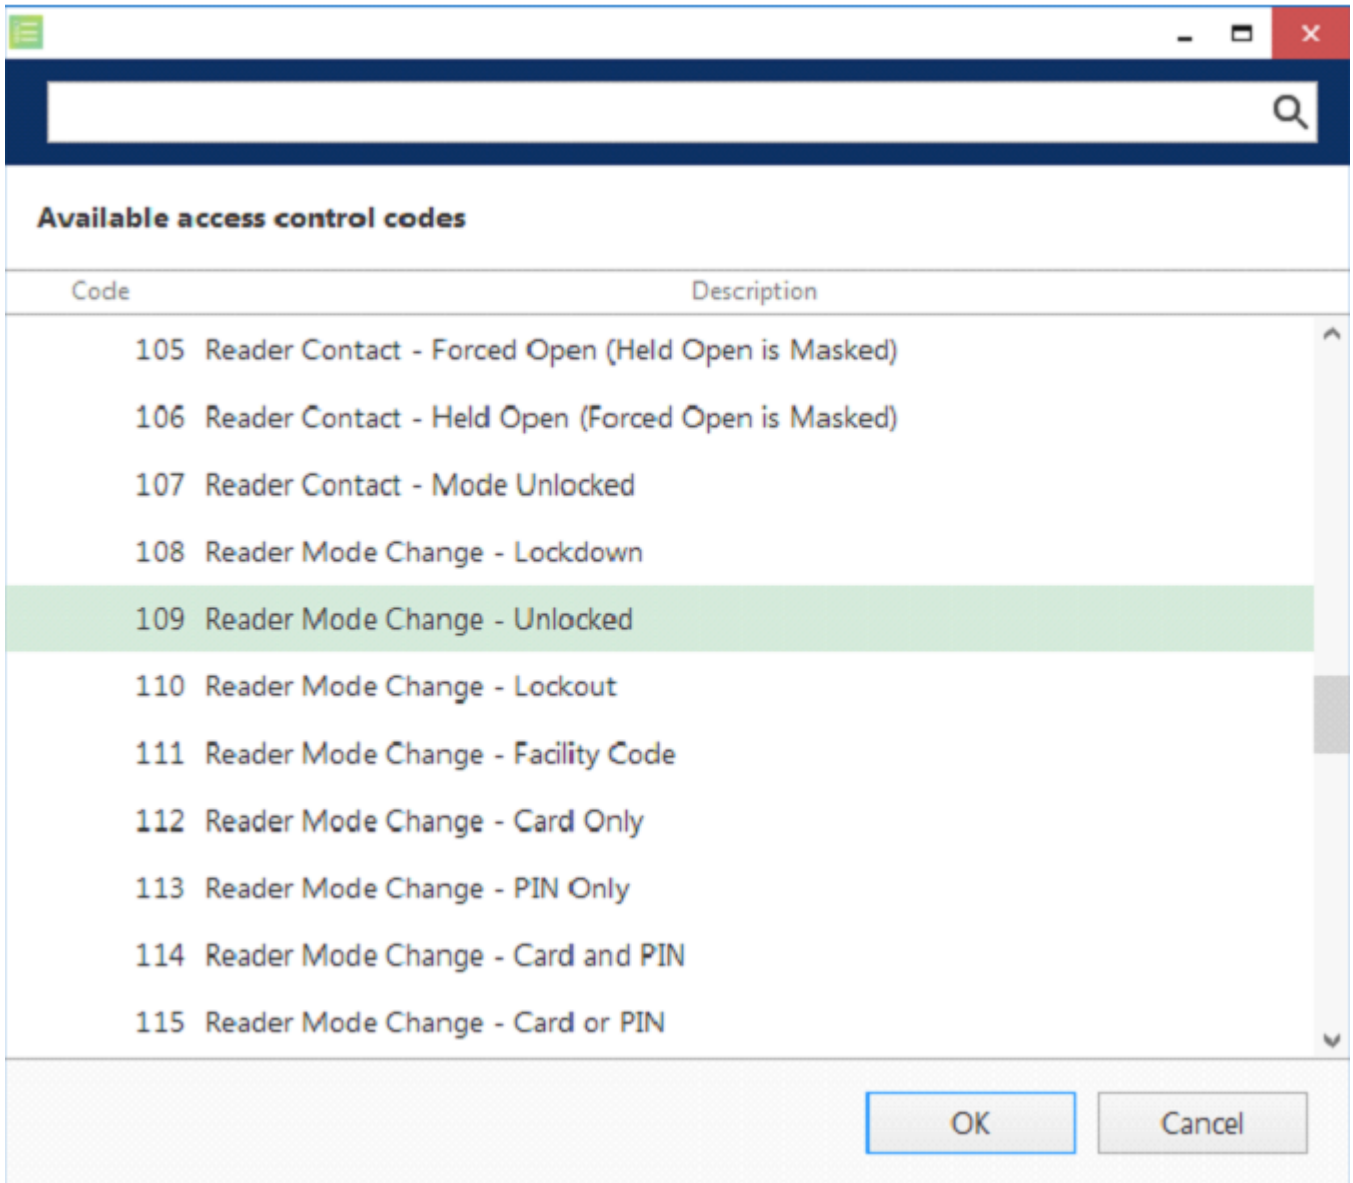 Available access control codes
Code Description
105 Reader Contact - Forced Open (Held Open is Masked)
106 Reader Contact - Held Open (Forced Open is Masked)
107 Reader Contact - Mode Unlocked
108 Reader Mode Change - Lockdown
109 Reader Mode Change - Unlocked
110 Reader Mode Change - Lockout
111 Reader Mode Change - Facility Code
112 Reader Mode Change - Card Only
113 Reader Mode Change - PIN Only
114 Reader Mode Change - Card and PIN
115 Reader Mode Change - Card or PIN
OK Cancel